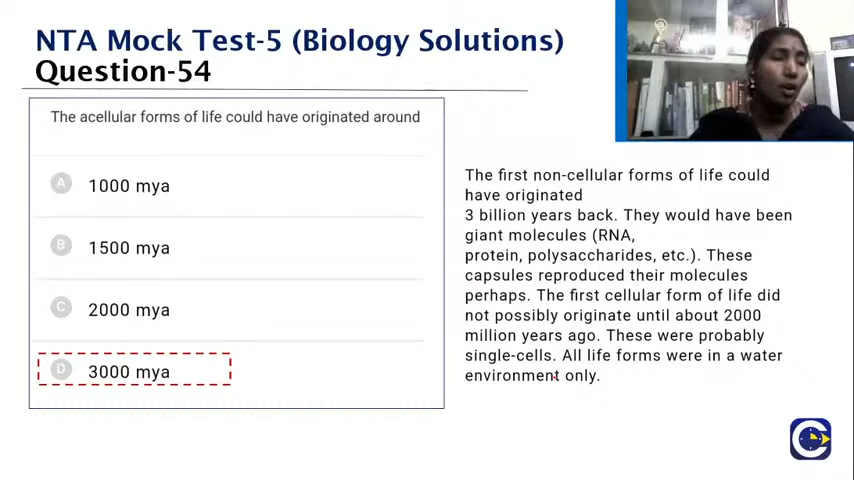 NTA Mock Test-5 (Biology Solutions)
Question-54
The acellular forms of life could have originated around
A 1000 mya
B 1500 mya
C 2000 mya
D 3000 mya
The first non-cellular forms of life could
have originated
3 billion years back. They would have been
giant molecules (RNA,
protein, polysaccharides, etc.). These
capsules reproduced their molecules
perhaps. The first cellular form of life did
not possibly originate until about 2000
million years ago. These were probably
single-cells. All life forms were in a water
environment only.